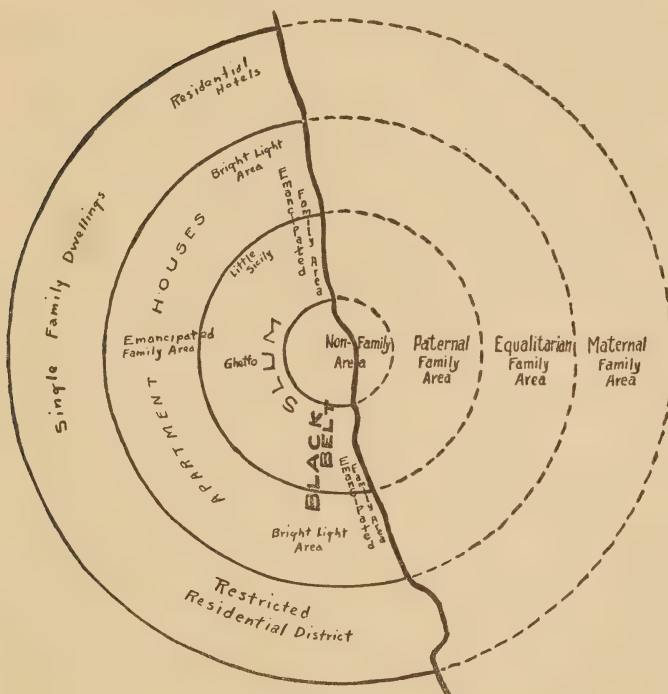 Residential
Hotels
Bright Light
Area
Emancipated
Family Area
Single Family Dwellings
HOUSES
Little
Sicily
Emancipated
Family Area
Ghetto
SLUM
Non-Family
Area
Paternal
Family
Area
Equalitarian
Family
Area
Maternal
Family
Area
APARTMENT
BLACK
BELT
Emancipated
Family Area
Bright Light
Area
Restricted
Residential District